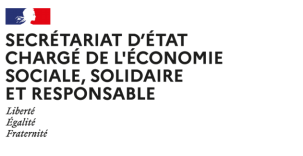 SECRÉTARIAT D'ÉTAT
CHARGÉ DE L'ÉCONOMIE
SOCIALE, SOLIDAIRE
ET RESPONSABLE
Liberté
Égalité
Fraternité